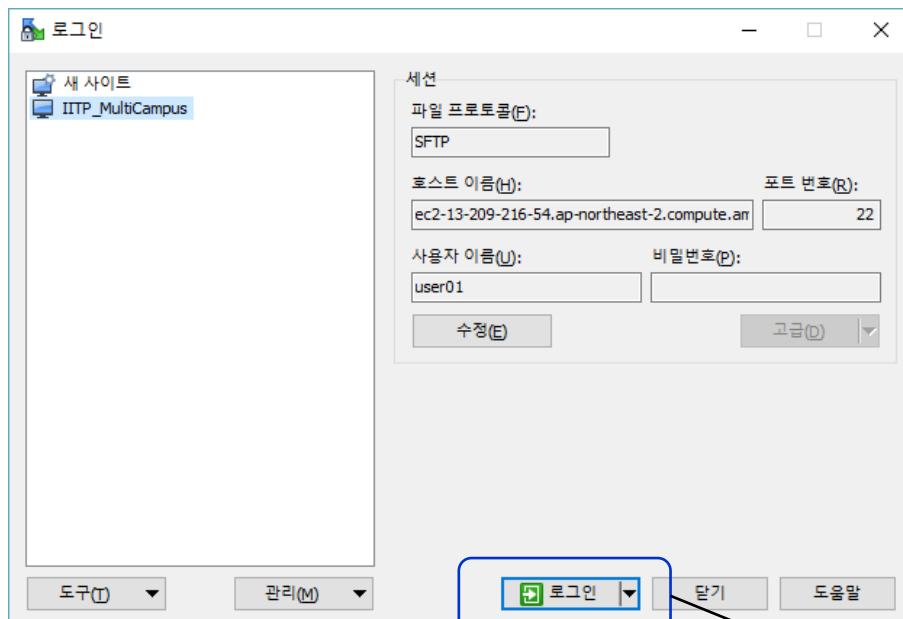 로그인
새 사이트
IITP_MultiCampus
세션
파일 프로토콜(F):
SFTP
호스트 이름(H): 포트 번호(R):
ec2-13-209-216-54.ap-northeast-2.compute.am 22
사용자 이름(U): 비밀번호(P):
user01
수정(E) 고급(D)
도구(T) 관리(M) 로그인 닫기 도움말